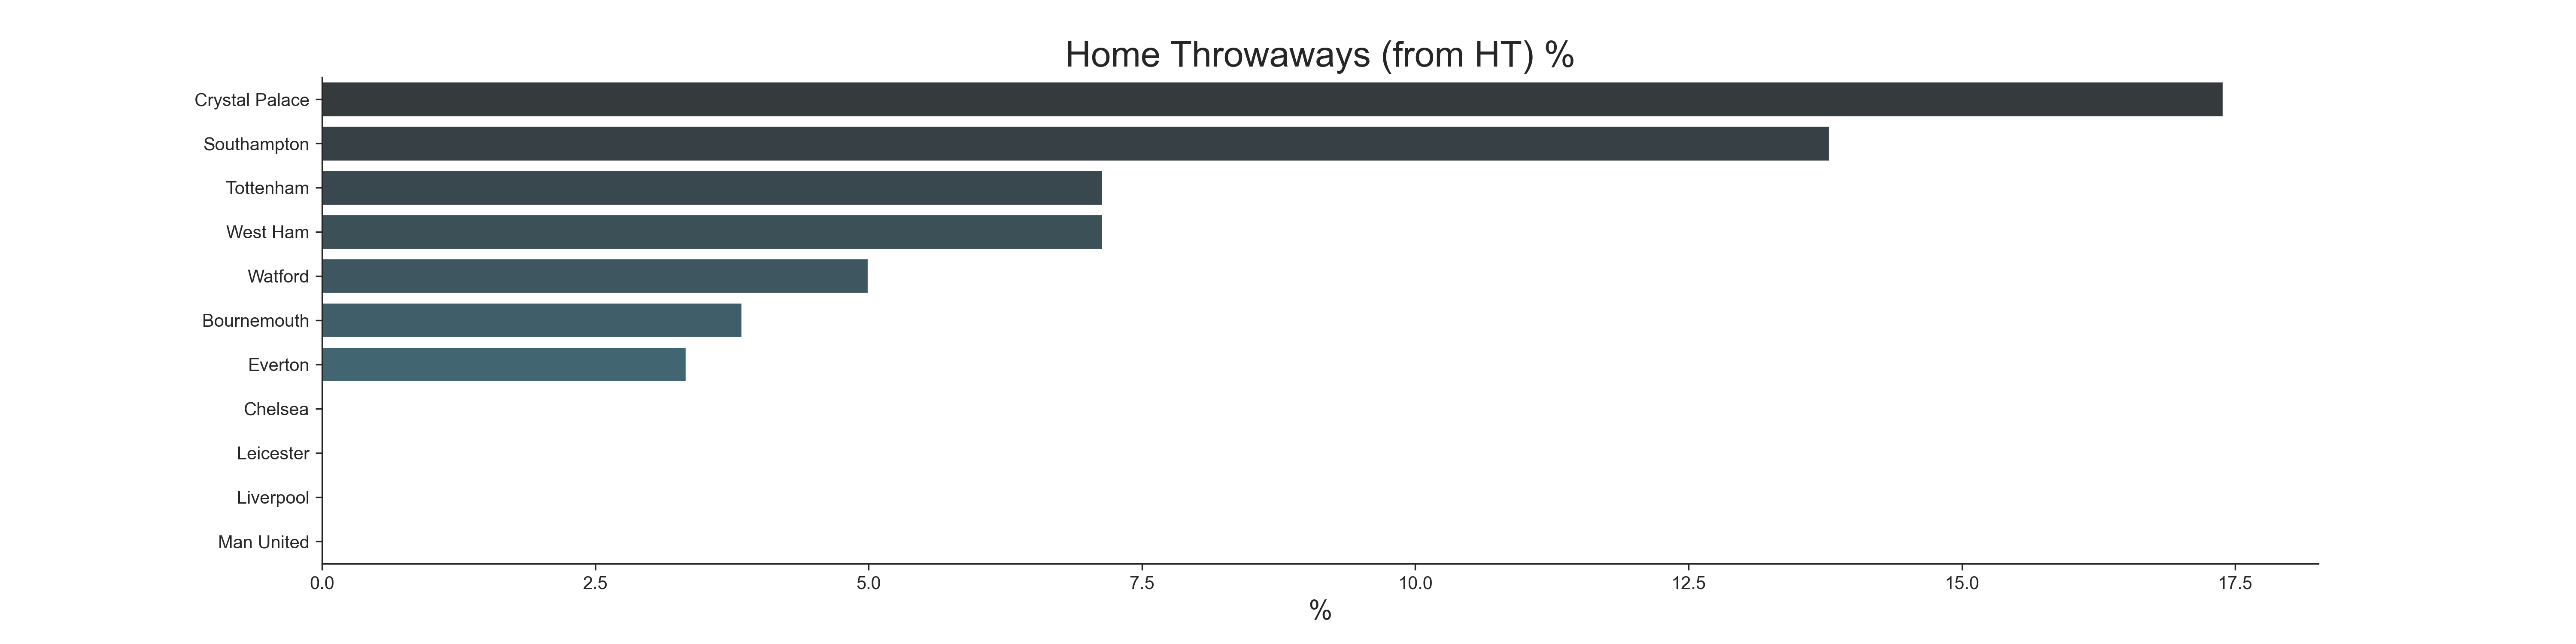 Home Throwaways (from HT) %
Crystal Palace
Southampton
Tottenham
West Ham
Watford
Bournemouth
Everton
Chelsea
Leicester
Liverpool
Man United
0.0 2.5 5.0 7.5 10.0 12.5 15.0 17.5
%